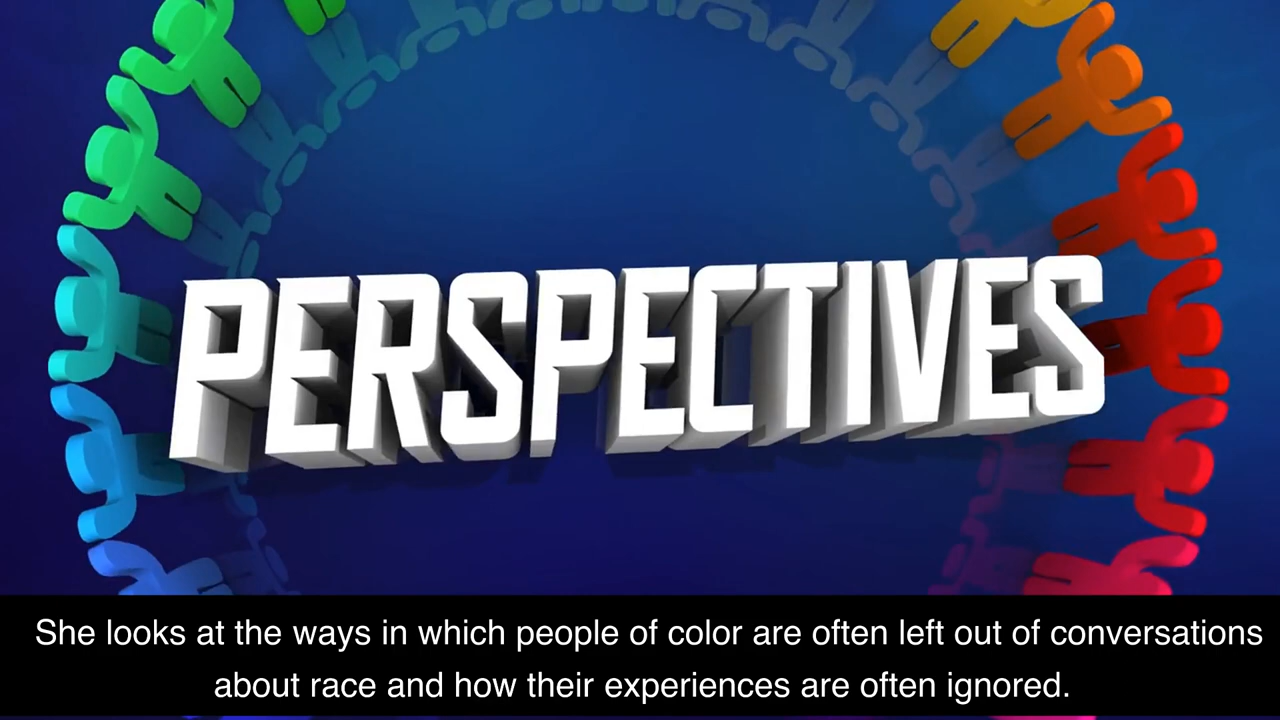 PERSPECTIVES
She looks at the ways in which people of color are often left out of conversations
about race and how their experiences are often ignored.